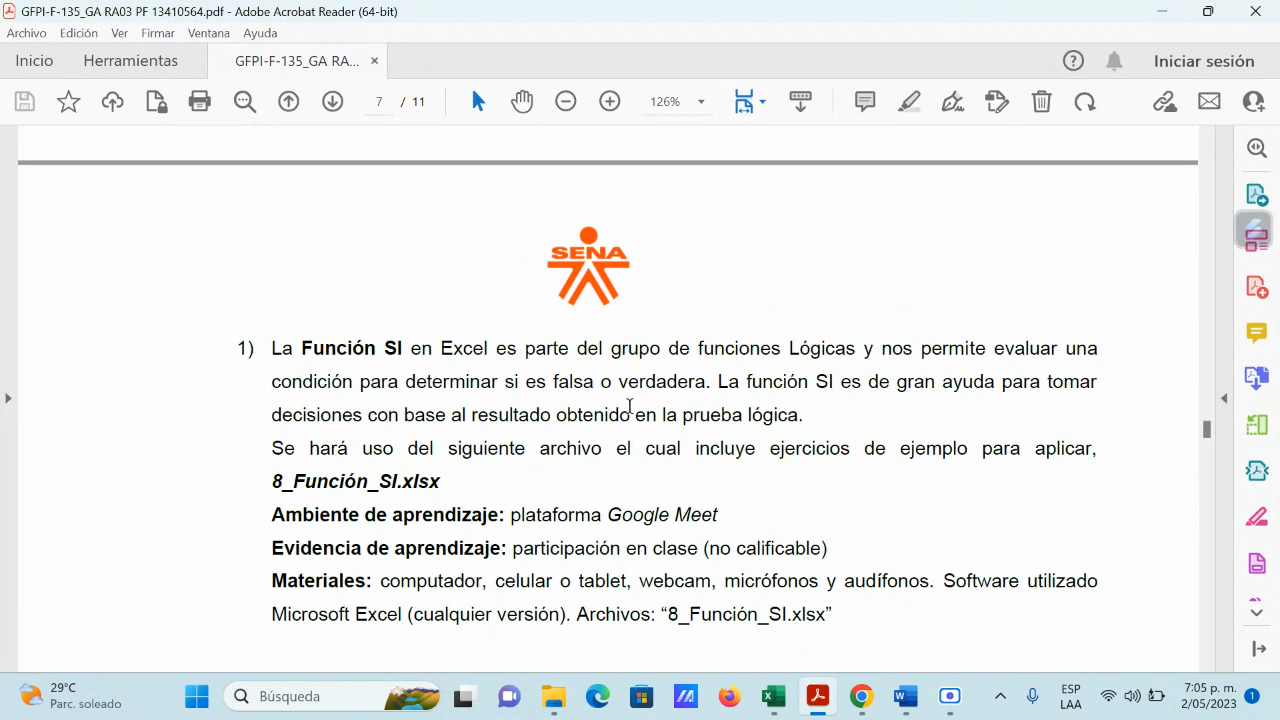 GFPI-F-135_GA RA03 PF 13410564.pdf - Adobe Acrobat Reader (64-bit)
Archivo Edición Ver Firmar Ventana Ayuda
Inicio Herramientas GFPI-F-135_GA RA... Iniciar sesión
7 / 11 126%
SENA
1) La Función SI en Excel es parte del grupo de funciones Lógicas y nos permite evaluar una
condición para determinar si es falsa o verdadera. La función SI es de gran ayuda para tomar
decisiones con base al resultado obtenido en la prueba lógica.
Se hará uso del siguiente archivo el cual incluye ejercicios de ejemplo para aplicar,
8_Función_SI.xlsx
Ambiente de aprendizaje: plataforma Google Meet
Evidencia de aprendizaje: participación en clase (no calificable)
Materiales: computador, celular o tablet, webcam, micrófonos y audífonos. Software utilizado
Microsoft Excel (cualquier versión). Archivos: “8_Función_SI.xlsx”
29°C
Parc. soleado
Búsqueda
ESP
LAA
7:05 p. m.
2/05/2023
1